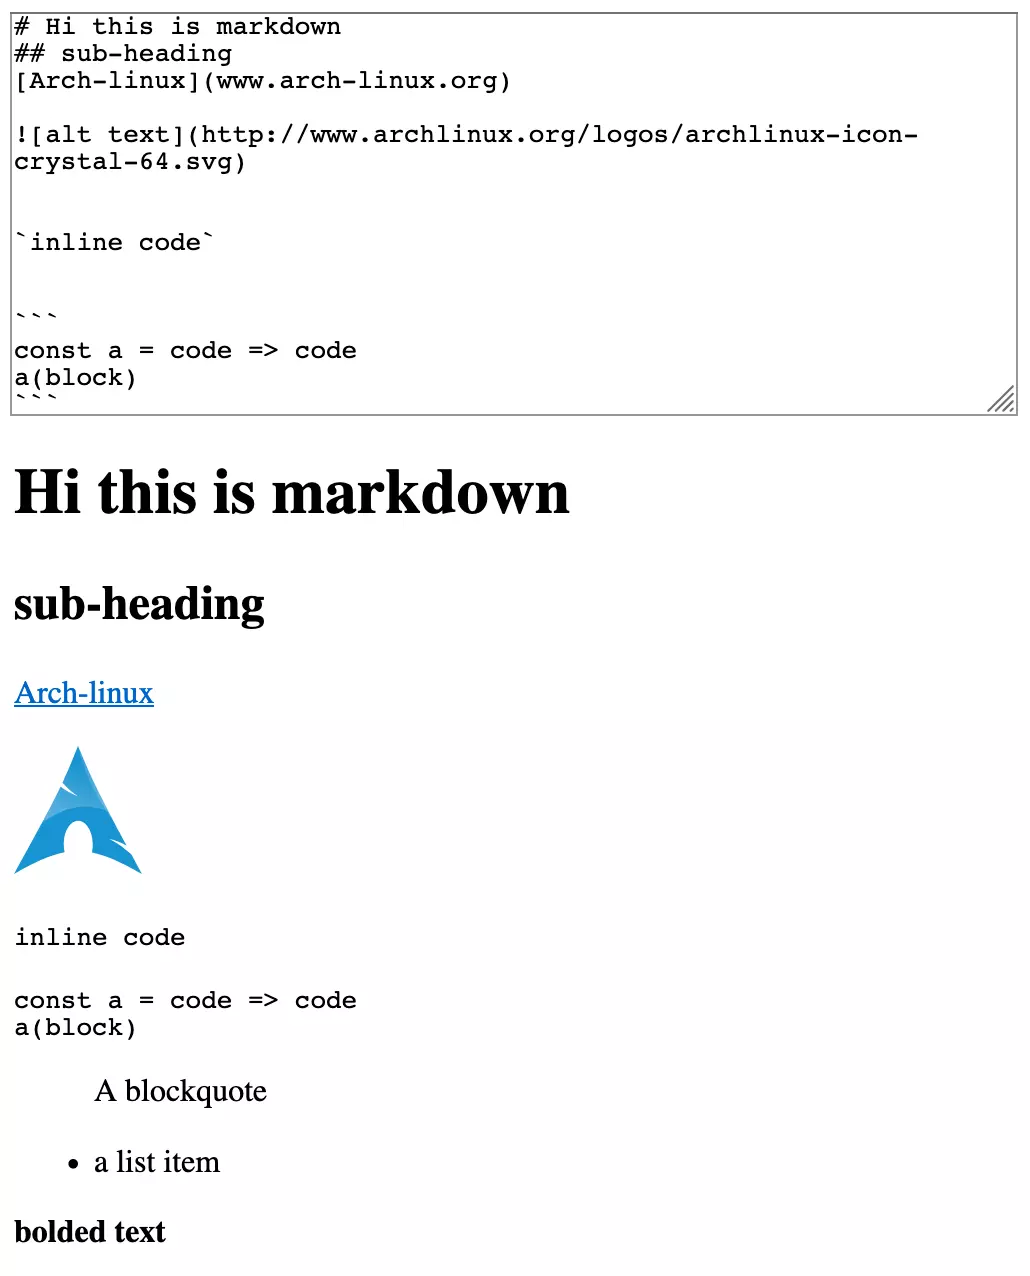 # Hi this is markdown
## sub-heading
[Arch-linux](www.arch-linux.org)
![alt text](http://www.archlinux.org/logos/archlinux-icon-
crystal-64.svg)
`inline code`
```
const a = code => code
a(block)
```
Hi this is markdown
sub-heading
Arch-linux
inline code
const a = code => code
a(block)
A blockquote
• a list item
bolded text